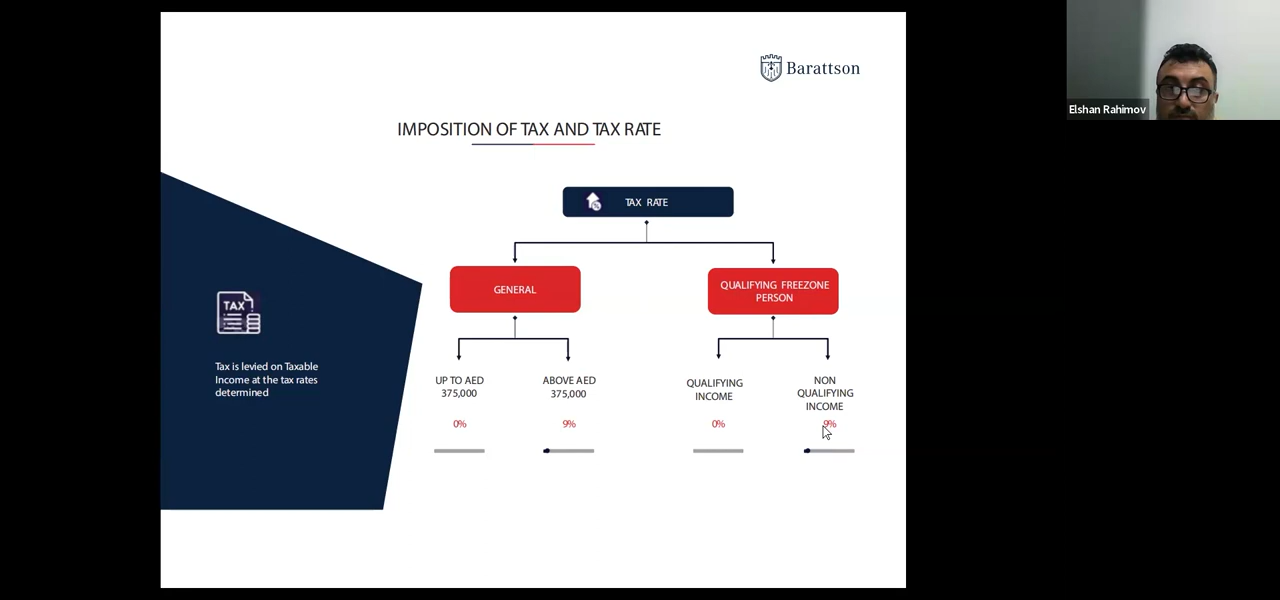 Barattson
Elshan Rahimov
IMPOSITION OF TAX AND TAX RATE
TAX RATE
GENERAL
QUALIFYING FREEZONE
PERSON
TAX
Tax is levied on Taxable
Income at the tax rates
determined
UP TO AED
375,000
0%
ABOVE AED
375,000
9%
QUALIFYING
INCOME
0%
NON
QUALIFYING
INCOME
9%